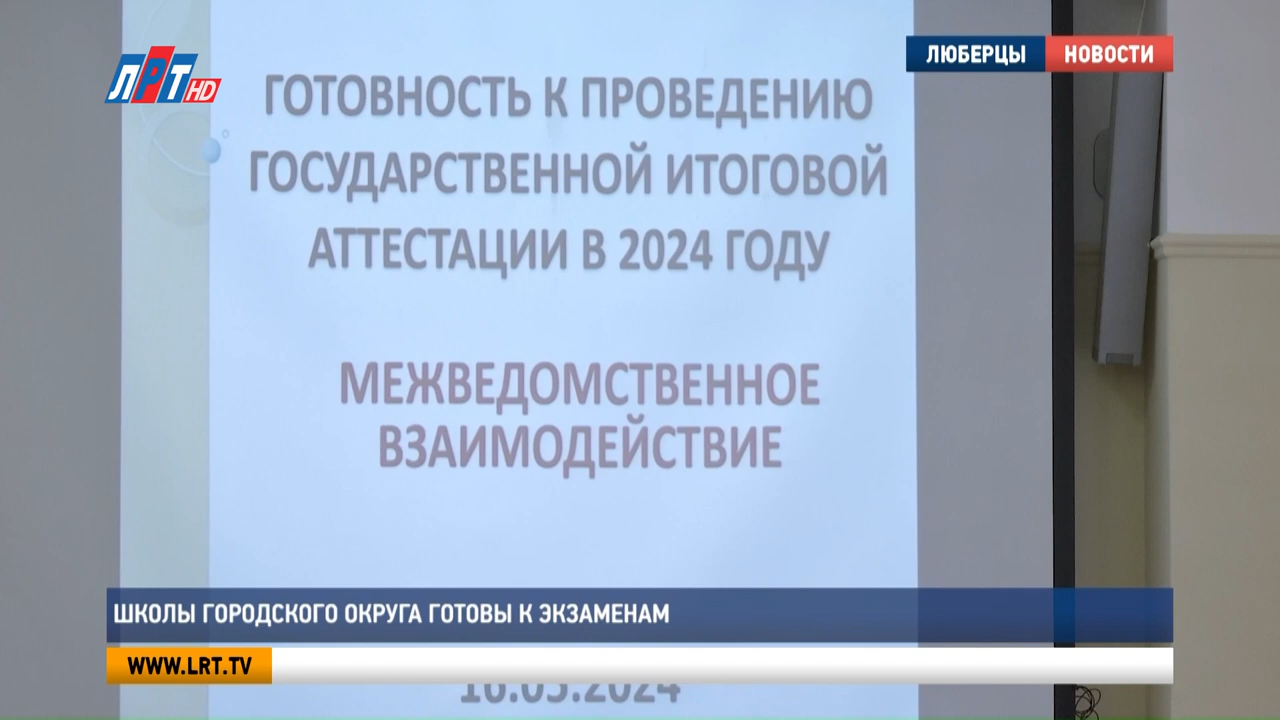 ЛРТ HD
ЛЮБЕРЦЫ НОВОСТИ
ГОТОВНОСТЬ К ПРОВЕДЕНИЮ
ГОСУДАРСТВЕННОЙ ИТОГОВОЙ
АТТЕСТАЦИИ В 2024 ГОДУ
МЕЖВЕДОМСТВЕННОЕ
ВЗАИМОДЕЙСТВИЕ
ШКОЛЫ ГОРОДСКОГО ОКРУГА ГОТОВЫ К ЭКЗАМЕНАМ
WWW.LRT.TV